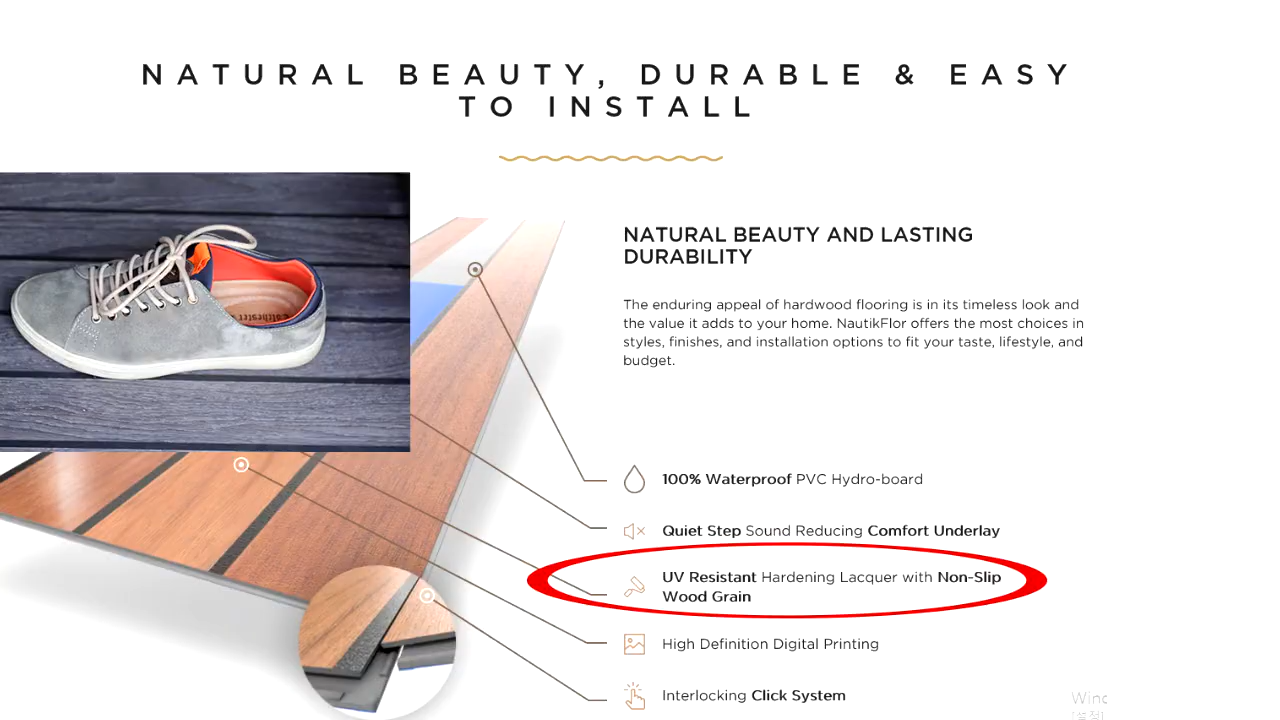 NATURAL BEAUTY, DURABLE & EASY
TO INSTALL
NATURAL BEAUTY AND LASTING
DURABILITY
The enduring appeal of hardwood flooring is in its timeless look and
the value it adds to your home. NautikFlor offers the most choices in
styles, finishes, and installation options to fit your taste, lifestyle, and
budget.
100% Waterproof PVC Hydro-board
Quiet Step Sound Reducing Comfort Underlay
UV Resistant Hardening Lacquer with Non-Slip
Wood Grain
High Definition Digital Printing
Interlocking Click System